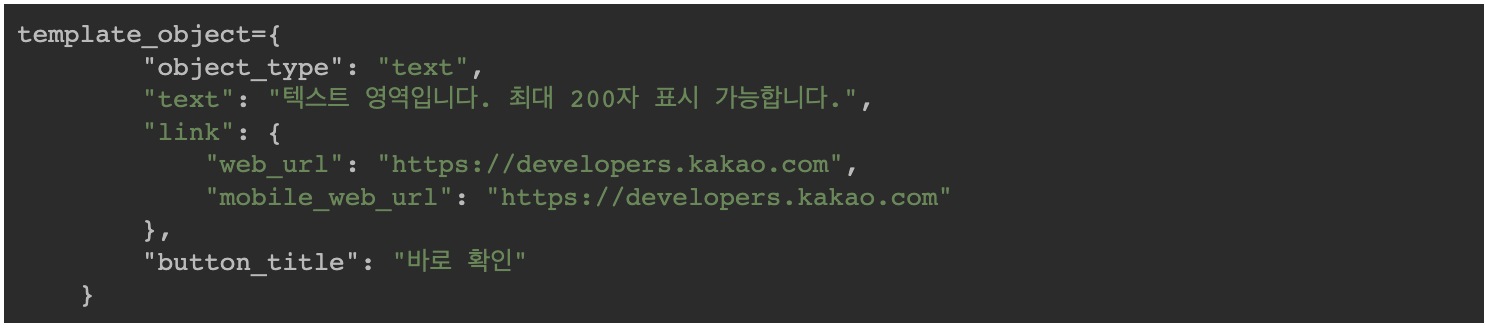 template_object={
"object_type": "text",
"text": "텍스트 영역입니다. 최대 200자 표시 가능합니다.",
"link": {
"web_url": "https://developers.kakao.com",
"mobile_web_url": "https://developers.kakao.com"
},
"button_title": "바로 확인"
}